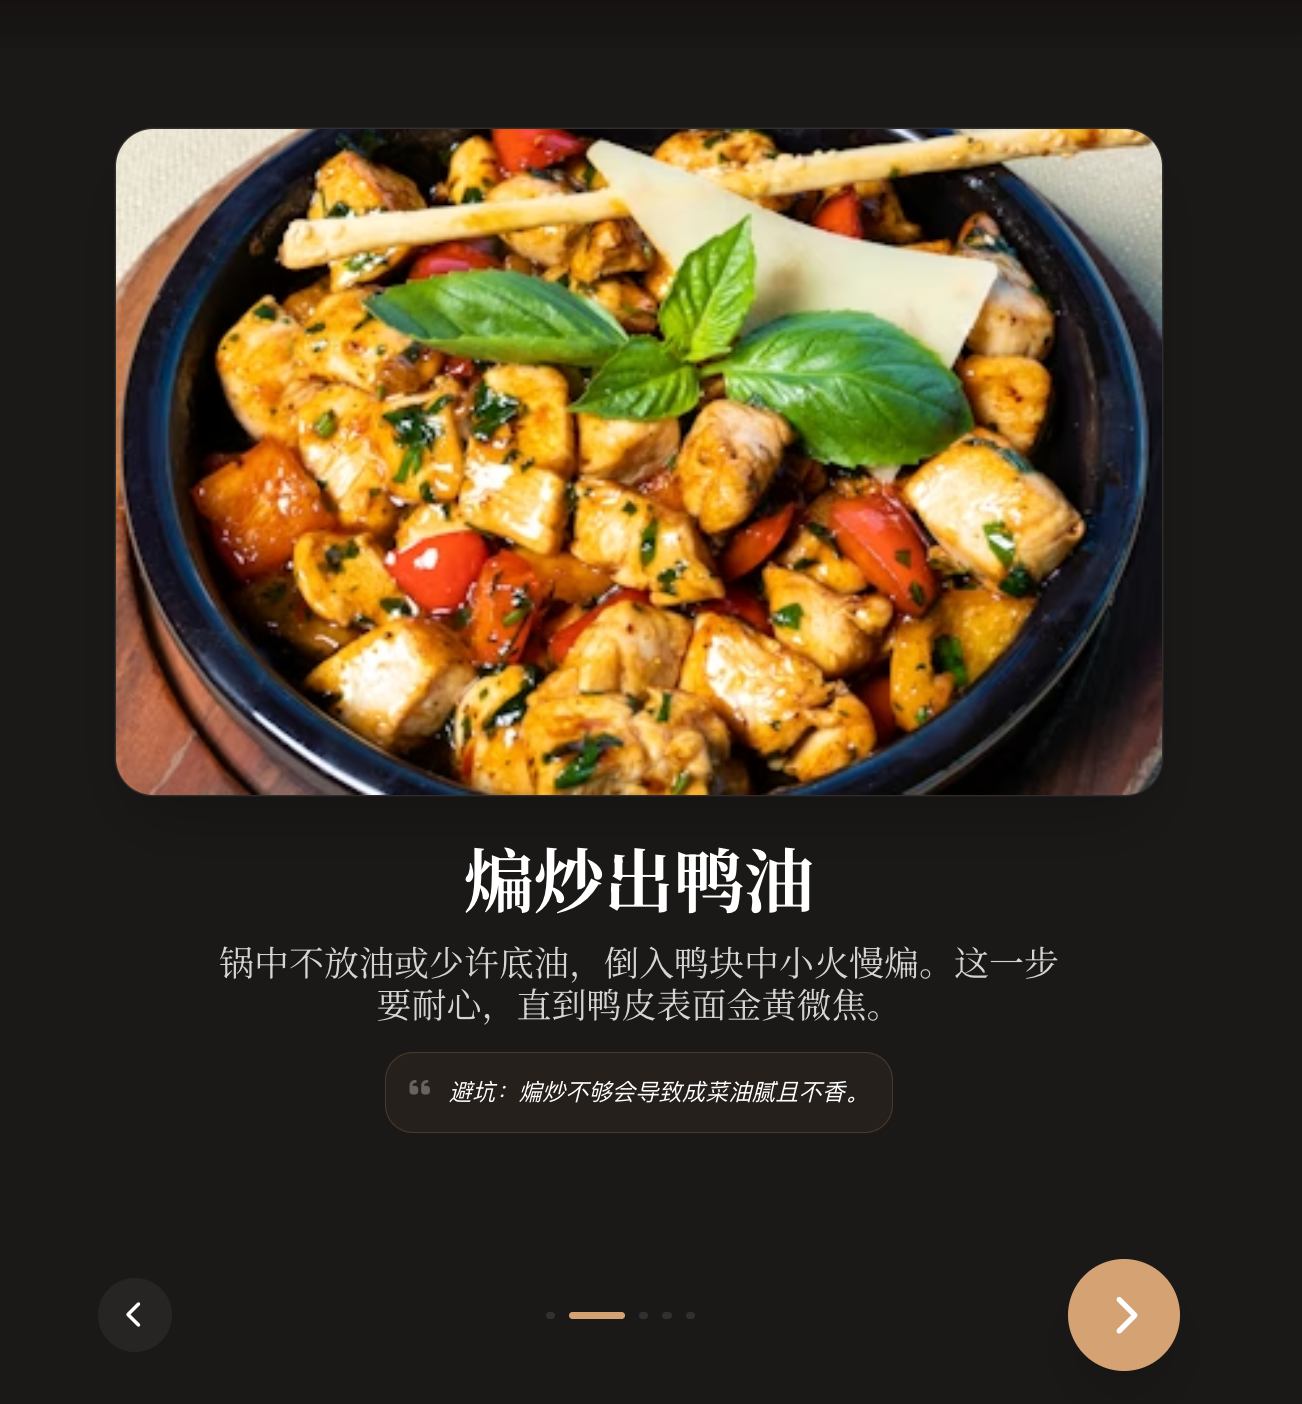 煸炒出鸭油
锅中不放油或少许底油，倒入鸭块中小火慢煸。这一步
要耐心，直到鸭皮表面金黄微焦。
避坑：煸炒不够会导致成菜油腻且不香。